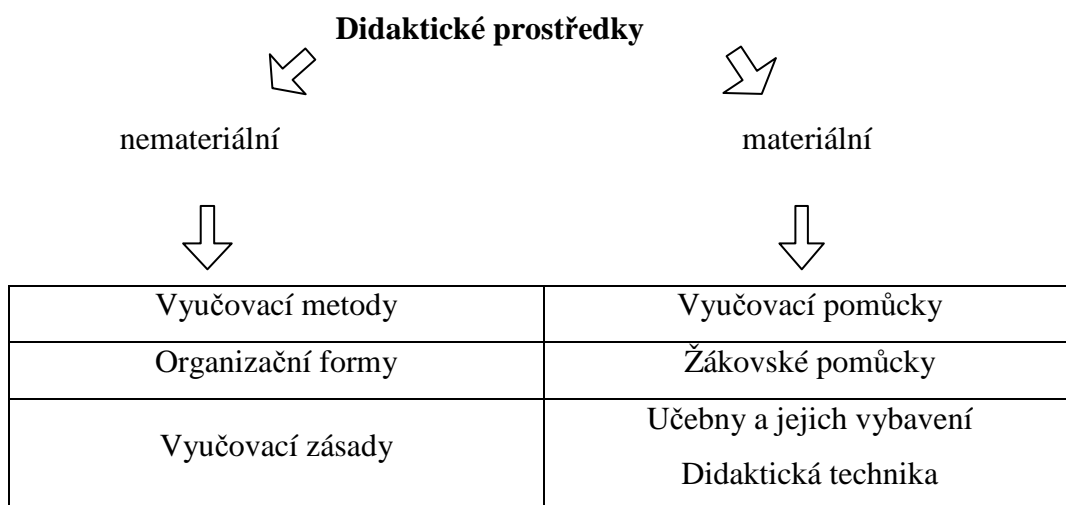 Didaktické prostředky
nemateriální
materiální
Vyučovací metody
Vyučovací pomůcky
Organizační formy
Žákovské pomůcky
Vyučovací zásady
Učebny a jejich vybavení
Didaktická technika